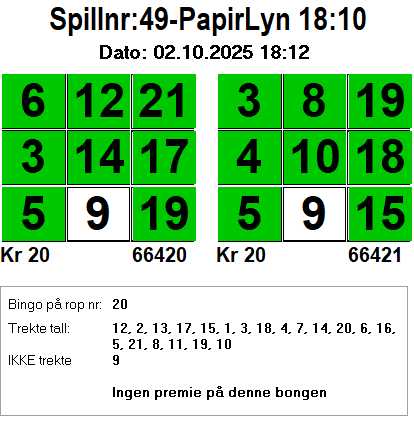 Spillnr:49-PapirLyn 18:10
Dato: 02.10.2025 18:12
6 12 21 3 8 19
3 14 17 4 10 18
5 9 19 5 9 15
Kr 20 66420 Kr 20 66421
Bingo på rop nr: 20
Trekte tall: 12, 2, 13, 17, 15, 1, 3, 18, 4, 7, 14, 20, 6, 16,
5, 21, 8, 11, 19, 10
IKKE trekte 9
Ingen premie på denne bongen